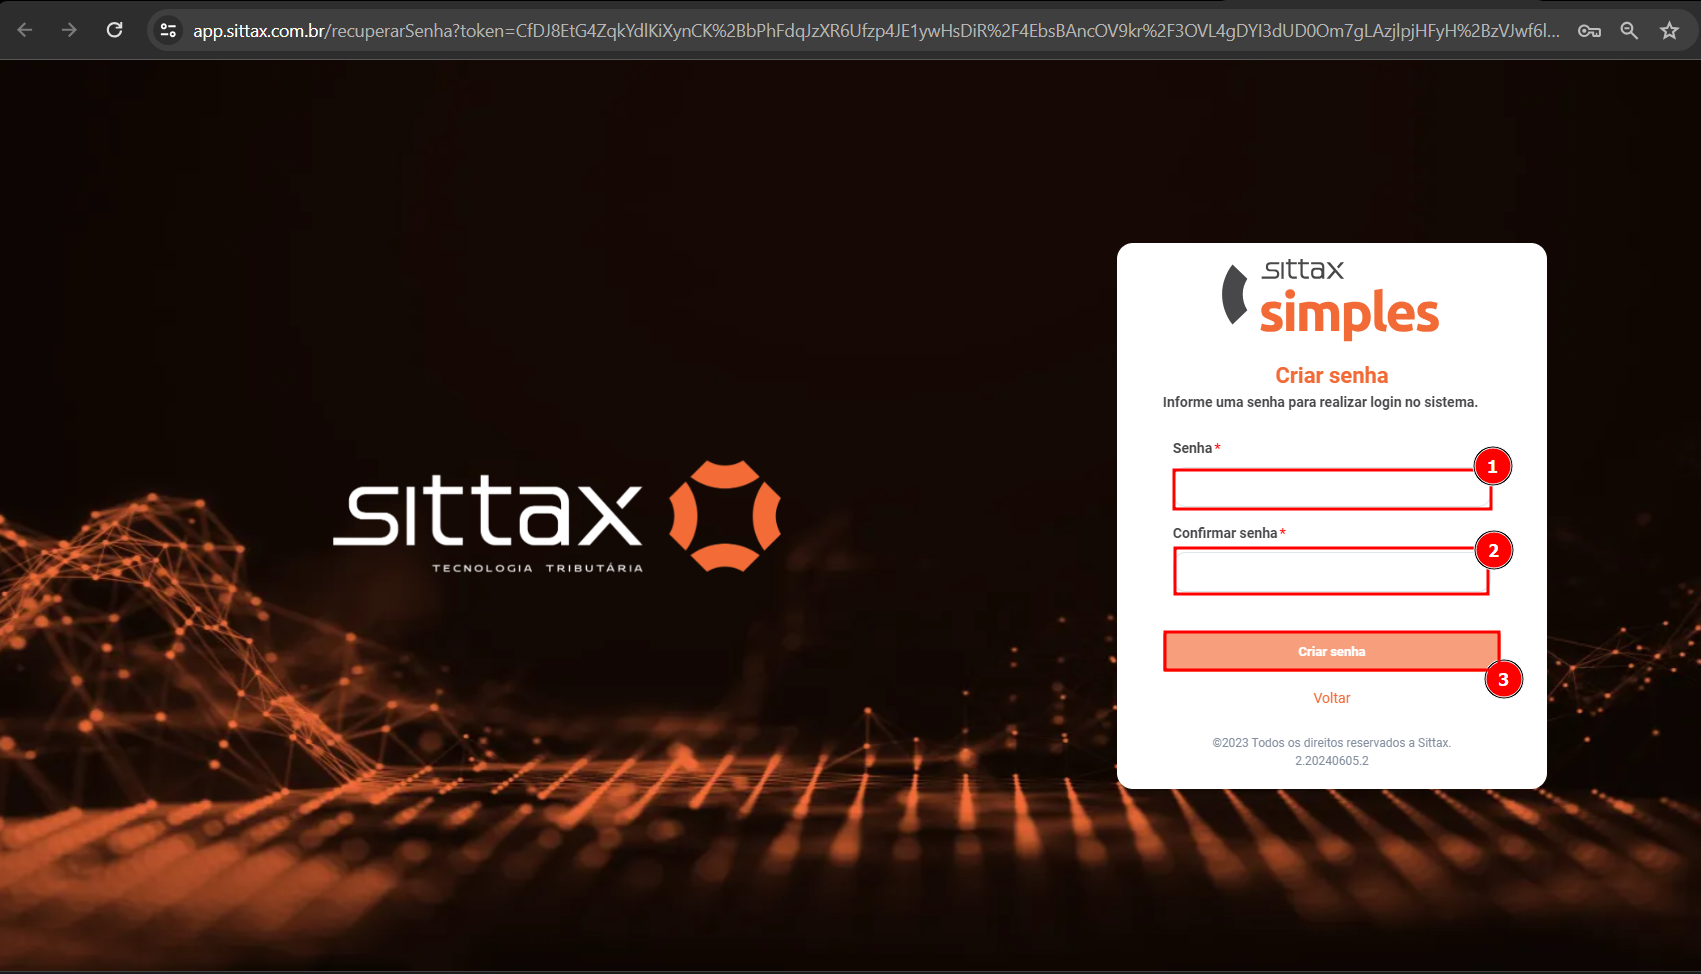 app.sittax.com.br/recuperarSenha?token=CfDJ8EtG4ZqkYdlKiXynCK%2BbPhFdqJzXR6Ufzp4JE1ywHsDiR%2F4EbsBAncOV9kr%2F3OVL4gDYl3dUD0Om7gLAzjlpjHFyH%2BzVJwf6l...
sittax
simples
Criar senha
Informe uma senha para realizar login no sistema.
Senha *
1
sittax
TECNOLOGIA TRIBUTÁRIA
Confirmar senha *
2
Criar senha
3
Voltar
©2023 Todos os direitos reservados a Sittax.
2.20240605.2